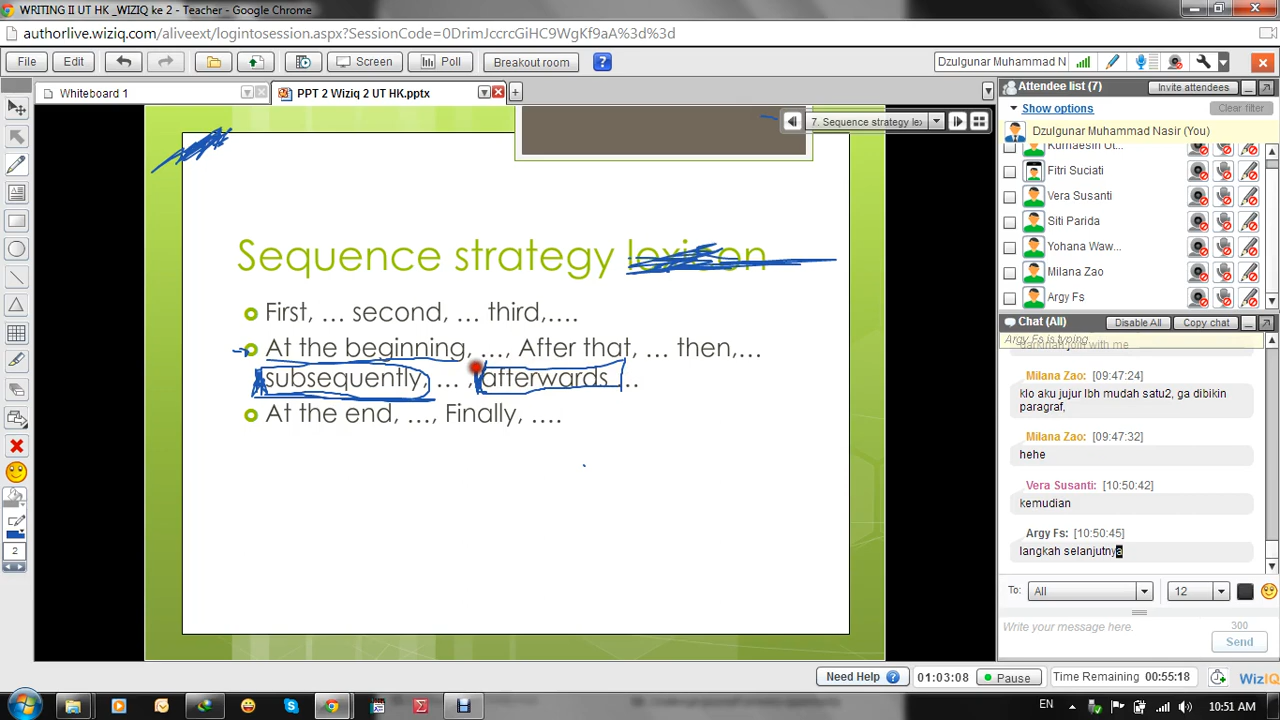 WRITING II UT HK _WIZIQ ke 2 - Teacher - Google Chrome
authorlive.wiziq.com/aliveext/logintosession.aspx?SessionCode=0DrimJccrcGiHC9WgKf9aA%3d%3d
File Edit Screen Poll Breakout room ? Dzulgunar Muhammad N
Whiteboard 1 PPT 2 Wiziq 2 UT HK.pptx
7. Sequence strategy le
Sequence strategy lexicon
First, … second, … third,….
At the beginning, …, After that, … then,…
subsequently, … , afterwards …
At the end, …, Finally, ….
Attendee list (7) Invite attendees
Show options Clear filter
Dzulgunar Muhammad Nasir (You)
Kumaesin Ut...
Fitri Suciati
Vera Susanti
Siti Parida
Yohana Waw...
Milana Zao
Argy Fs
Chat (All) Disable All Copy chat
Argy Fs is typing
Milana Zao: [09:47:24]
klo aku jujur lbh mudah satu2, ga dibikin
paragraf,
Milana Zao: [09:47:32]
hehe
Vera Susanti: [10:50:42]
kemudian
Argy Fs: [10:50:45]
langkah selanjutnya
To: All 12
Write your message here. 300
Send
2
Need Help ? 01:03:08 Pause Time Remaining 00:55:18 WizIQ
EN 10:51 AM